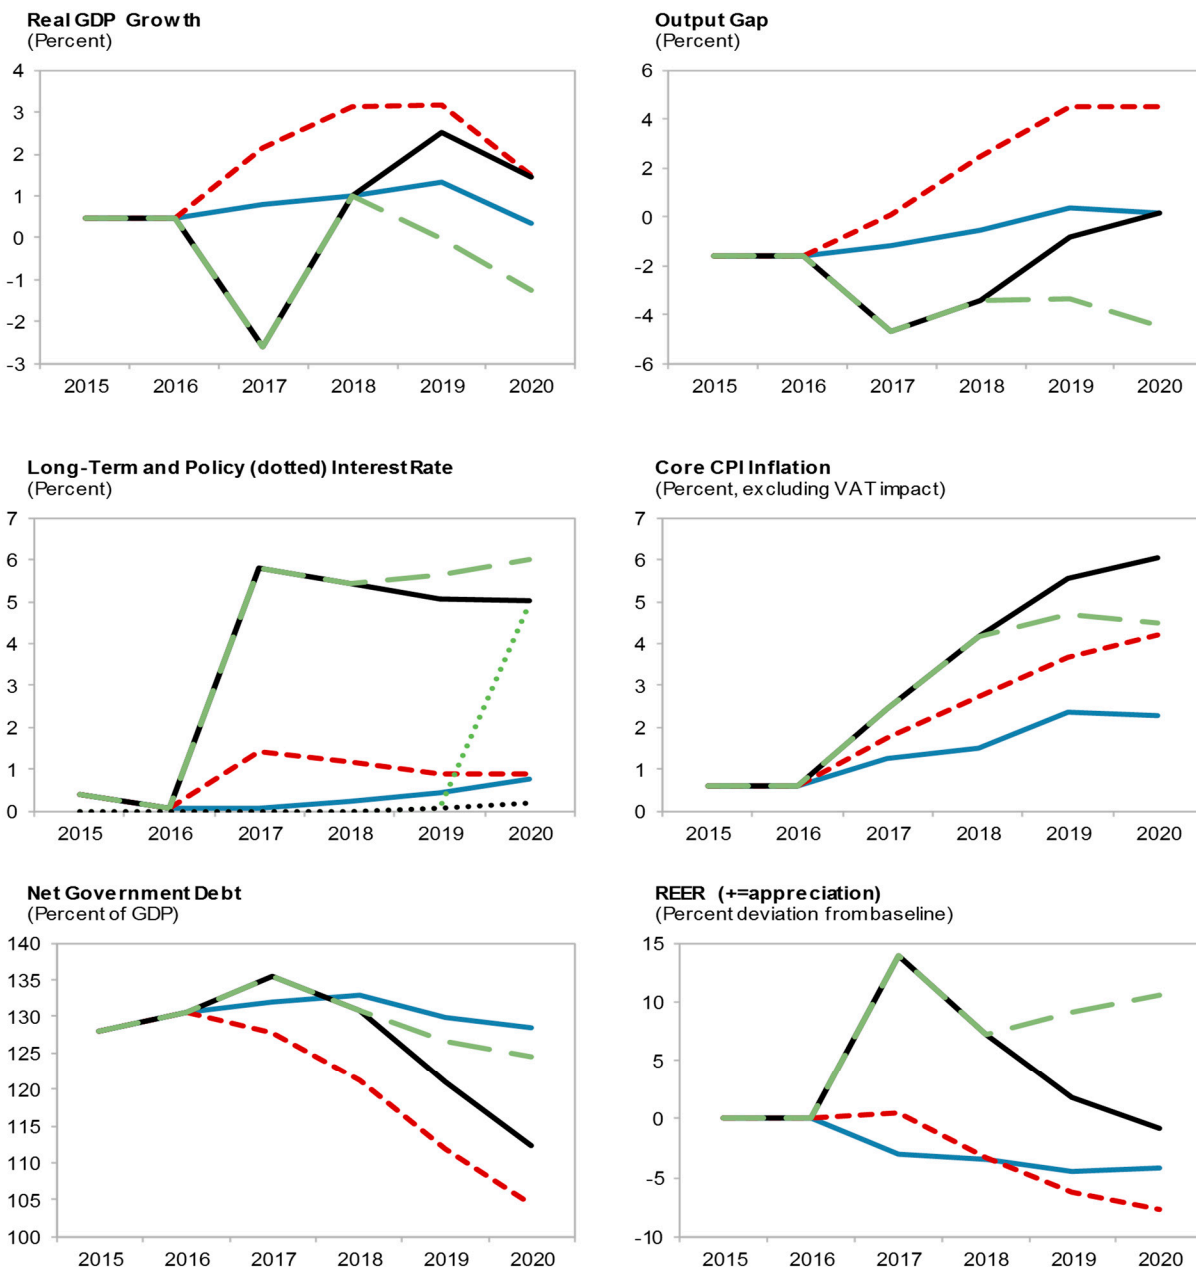 Real GDP Growth
(Percent)
4
3
2
1
0
-1
-2
-3
2015 2016 2017 2018 2019 2020
Output Gap
(Percent)
6
4
2
0
-2
-4
-6
2015 2016 2017 2018 2019 2020
Long-Term and Policy (dotted) Interest Rate
(Percent)
7
6
5
4
3
2
1
0
2015 2016 2017 2018 2019 2020
Core CPI Inflation
(Percent, excluding VAT impact)
7
6
5
4
3
2
1
0
2015 2016 2017 2018 2019 2020
Net Government Debt
(Percent of GDP)
140
135
130
125
120
115
110
105
100
2015 2016 2017 2018 2019 2020
REER (+=appreciation)
(Percent deviation from baseline)
15
10
5
0
-5
-10
2015 2016 2017 2018 2019 2020